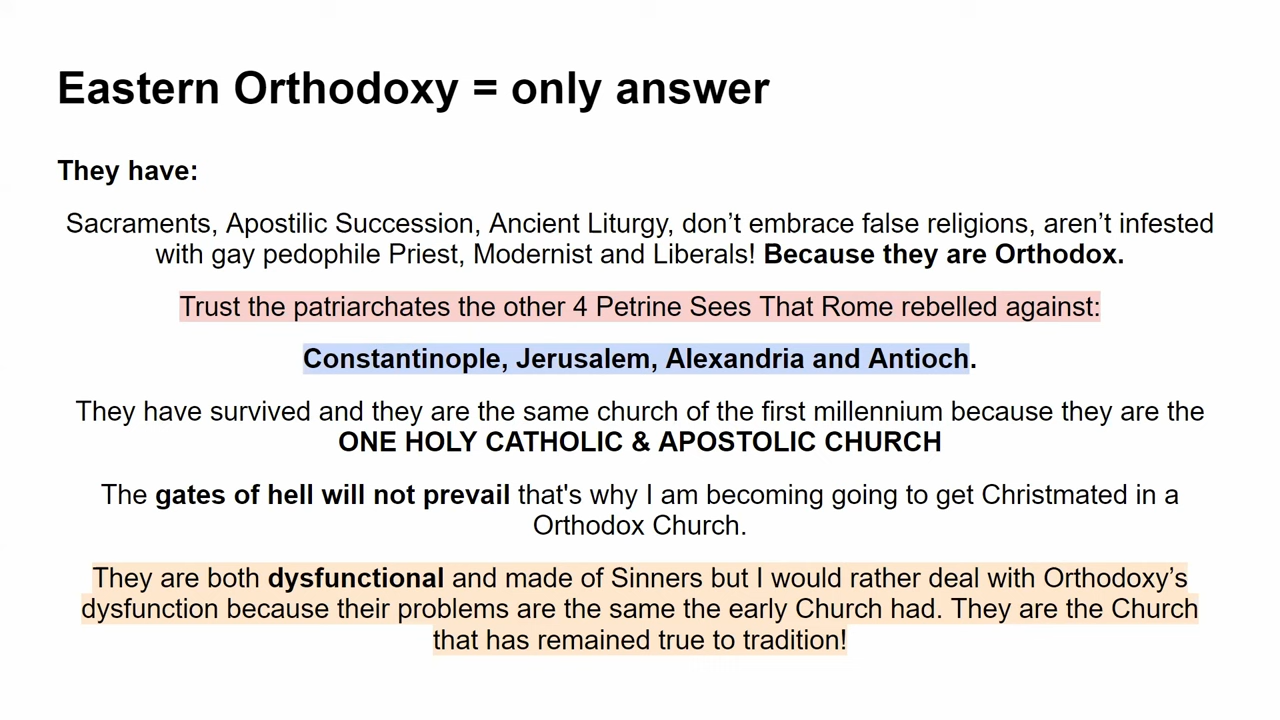 Eastern Orthodoxy = only answer
They have:
Sacraments, Apostilic Succession, Ancient Liturgy, don’t embrace false religions, aren’t infested
with gay pedophile Priest, Modernist and Liberals! Because they are Orthodox.
Trust the patriarchates the other 4 Petrine Sees That Rome rebelled against:
Constantinople, Jerusalem, Alexandria and Antioch.
They have survived and they are the same church of the first millennium because they are the
ONE HOLY CATHOLIC & APOSTOLIC CHURCH
The gates of hell will not prevail that's why I am becoming going to get Christmated in a
Orthodox Church.
They are both dysfunctional and made of Sinners but I would rather deal with Orthodoxy’s
dysfunction because their problems are the same the early Church had. They are the Church
that has remained true to tradition!